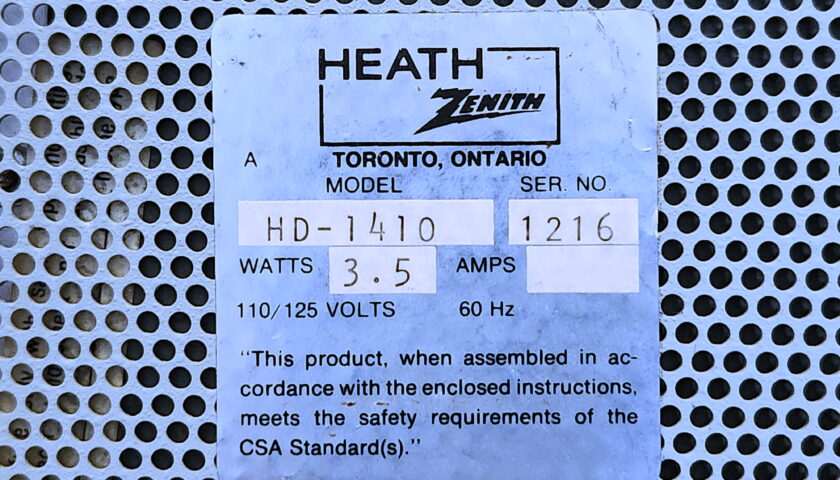 HEATH
ZENITH
A TORONTO, ONTARIO
MODEL SER. NO.
HD-1410 1216
WATTS 3.5 AMPS
110/125 VOLTS 60 Hz
"This product, when assembled in ac-
cordance with the enclosed instructions,
meets the safety requirements of the
CSA Standard(s)."